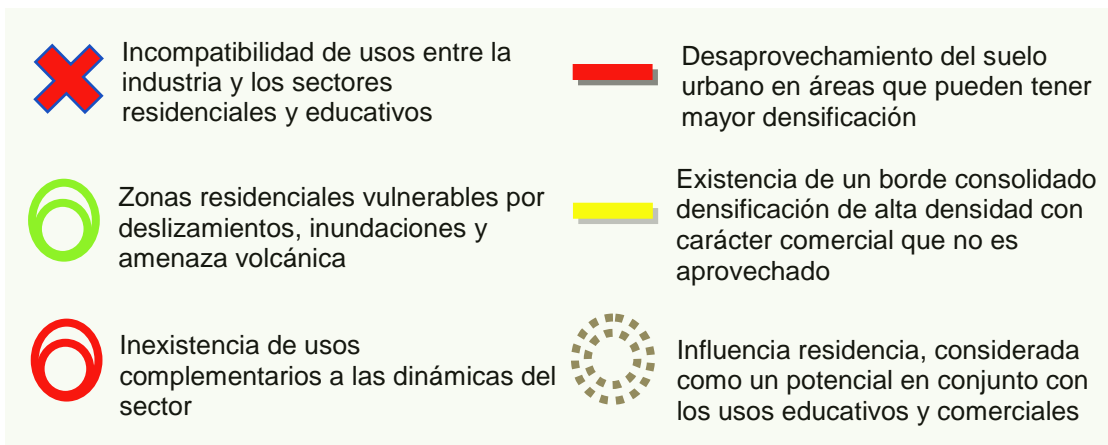 Incompatibilidad de usos entre la
industria y los sectores
residenciales y educativos
Zonas residenciales vulnerables por
deslizamientos, inundaciones y
amenaza volcánica
Inexistencia de usos
complementarios a las dinámicas del
sector
Desaprovechamiento del suelo
urbano en áreas que pueden tener
mayor densificación
Existencia de un borde consolidado
densificación de alta densidad con
carácter comercial que no es
aprovechado
Influencia residencia, considerada
como un potencial en conjunto con
los usos educativos y comerciales